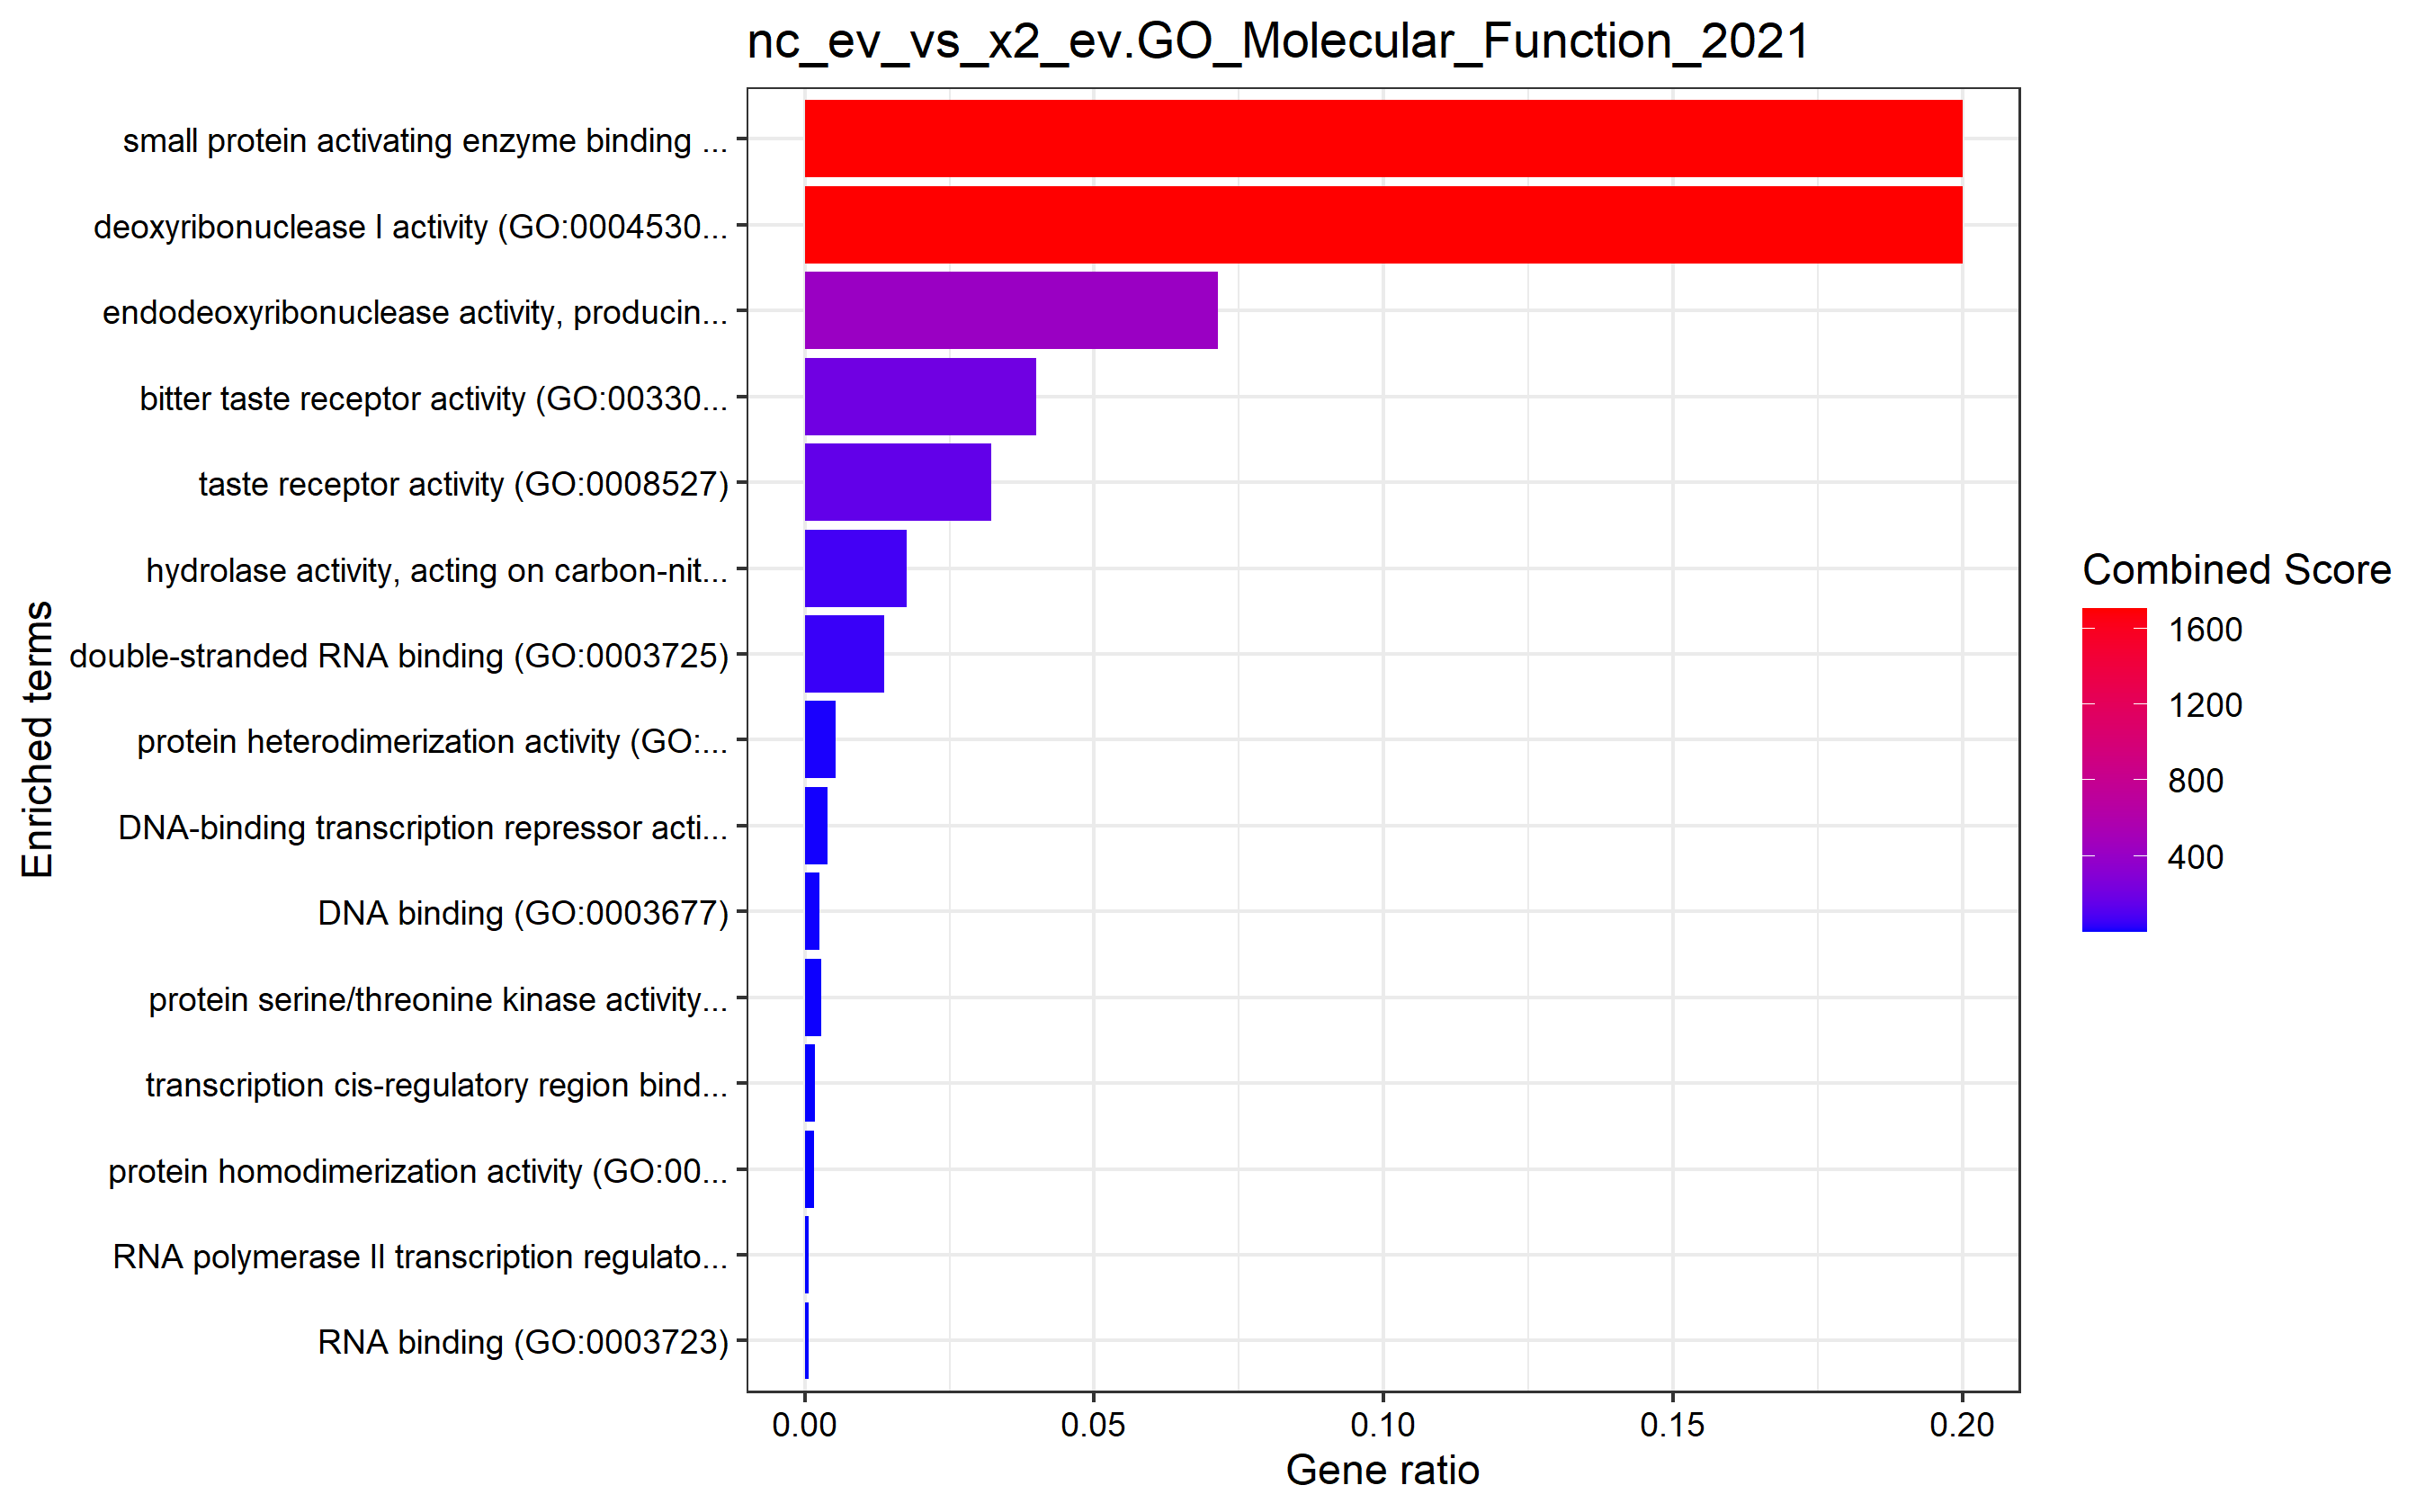 nc_ev_vs_x2_ev.GO_Molecular_Function_2021
small protein activating enzyme binding ...
deoxyribonuclease I activity (GO:0004530...
endodeoxyribonuclease activity, producin...
bitter taste receptor activity (GO:00330...
taste receptor activity (GO:0008527)
hydrolase activity, acting on carbon-nit...
double-stranded RNA binding (GO:0003725)
protein heterodimerization activity (GO:...
DNA-binding transcription repressor acti...
DNA binding (GO:0003677)
protein serine/threonine kinase activity...
transcription cis-regulatory region bind...
protein homodimerization activity (GO:00...
RNA polymerase II transcription regulato...
RNA binding (GO:0003723)
Enriched terms
0.00 0.05 0.10 0.15 0.20
Gene ratio
Combined Score
1600
1200
800
400